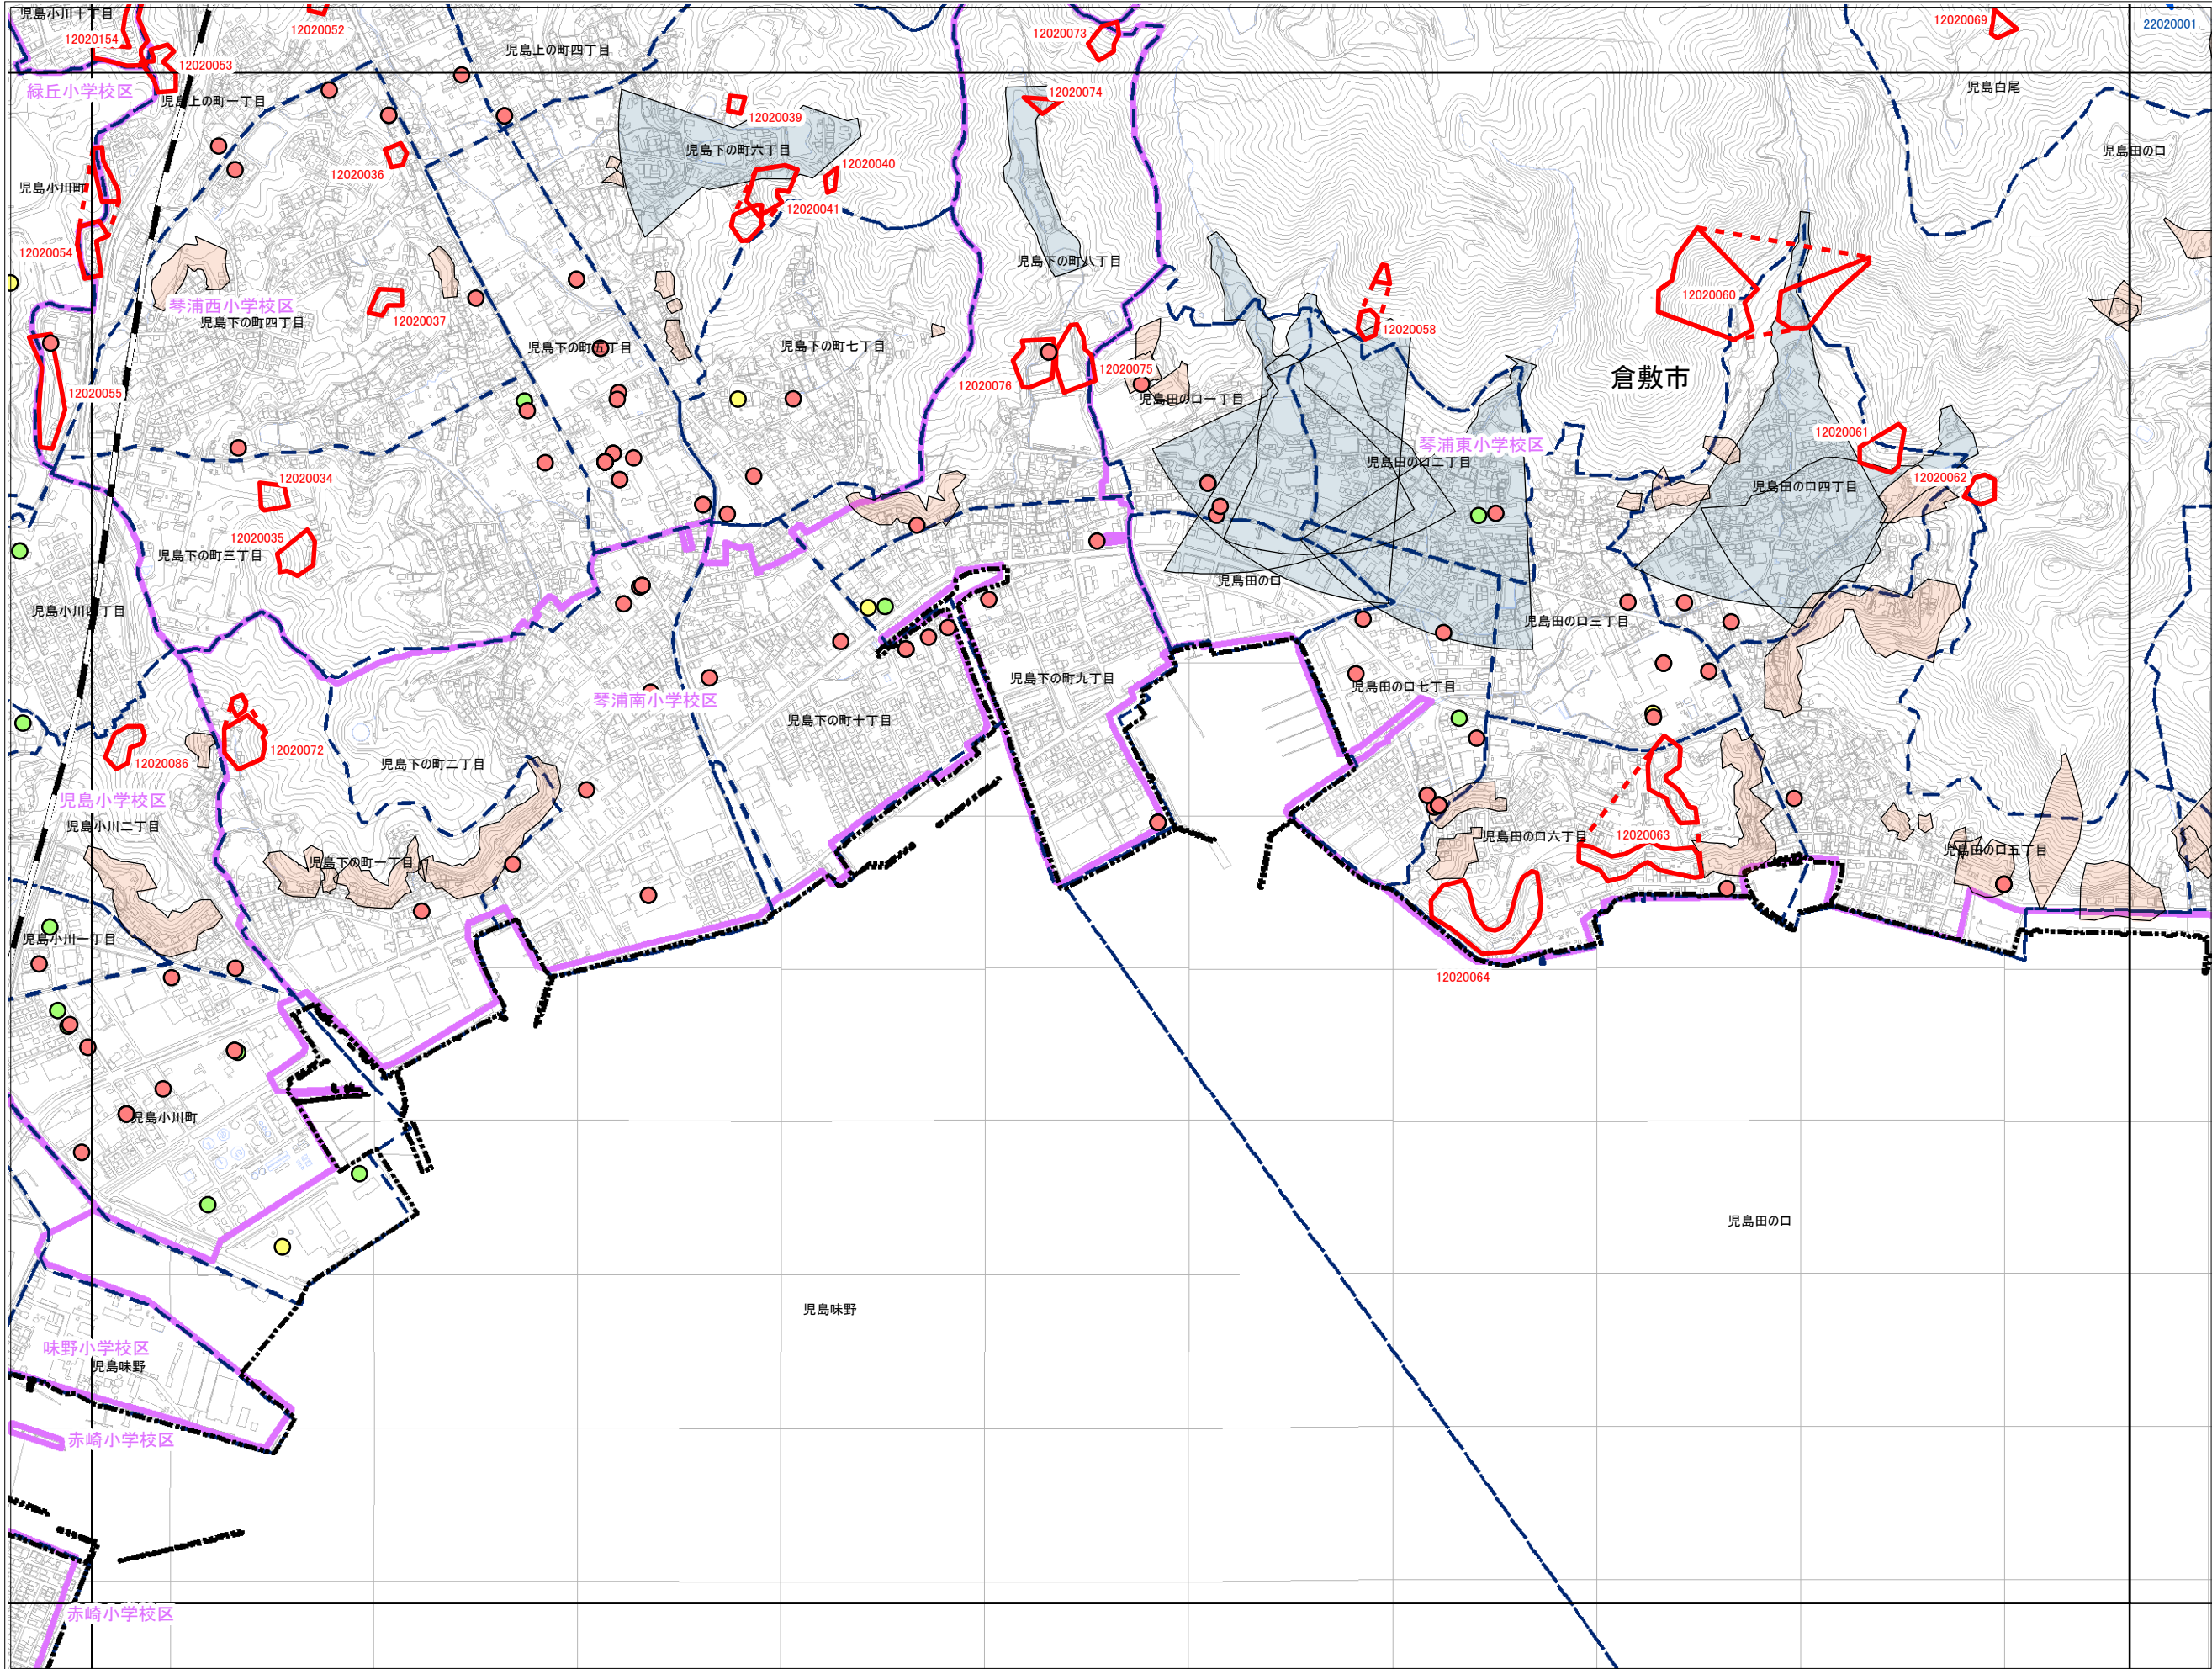 児島小川十丁目
12020154
12020052
児島上の町四丁目
12020073
12020069
22020001
12020053
緑丘小学校区
児島上の町一丁目
12020074
児島白尾
12020039
児島下の町六丁目
児島田の口
12020036
12020040
児島小川町
12020041
12020054
児島下の町八丁目
琴浦西小学校区
児島下の町四丁目
12020037
12020060
12020058
児島下の町五丁目
児島下の町七丁目
12020055
12020076
12020075
倉敷市
児島田の口一丁目
12020061
琴浦東小学校区
児島田の口二丁目
12020034
12020062
児島田の口四丁目
12020035
児島下の町三丁目
児島田の口
児島小川四丁目
児島田の口三丁目
児島下の町九丁目
児島田の口七丁目
琴浦南小学校区
児島下の町十丁目
12020072
12020086
児島下の町二丁目
児島小学校区
児島小川二丁目
12020063
児島田の口六丁目
児島田の口五丁目
児島下の町一丁目
児島小川一丁目
12020064
児島小川町
児島田の口
児島味野
味野小学校区
児島味野
赤崎小学校区
赤崎小学校区